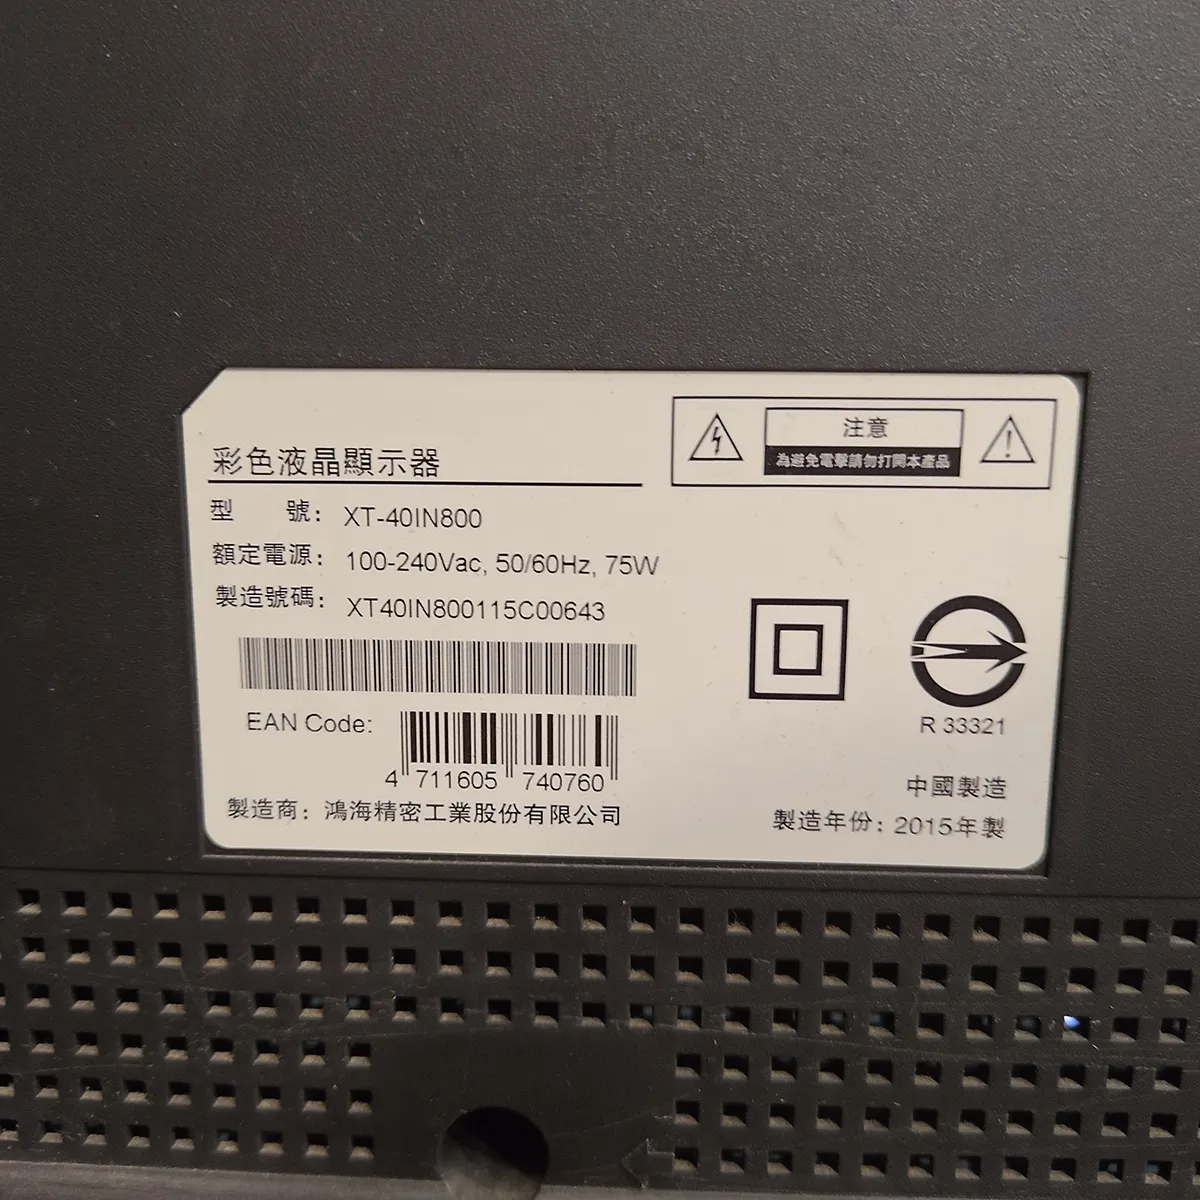 彩色液晶顯示器
注意
為避免電擊請勿打開本產品
型 號： XT-40IN800
額定電源： 100-240Vac, 50/60Hz, 75W
製造號碼： XT40IN800115C00643
EAN Code:
4 711605 740760
製造商：鴻海精密工業股份有限公司
R 33321
中國製造
製造年份：2015年製